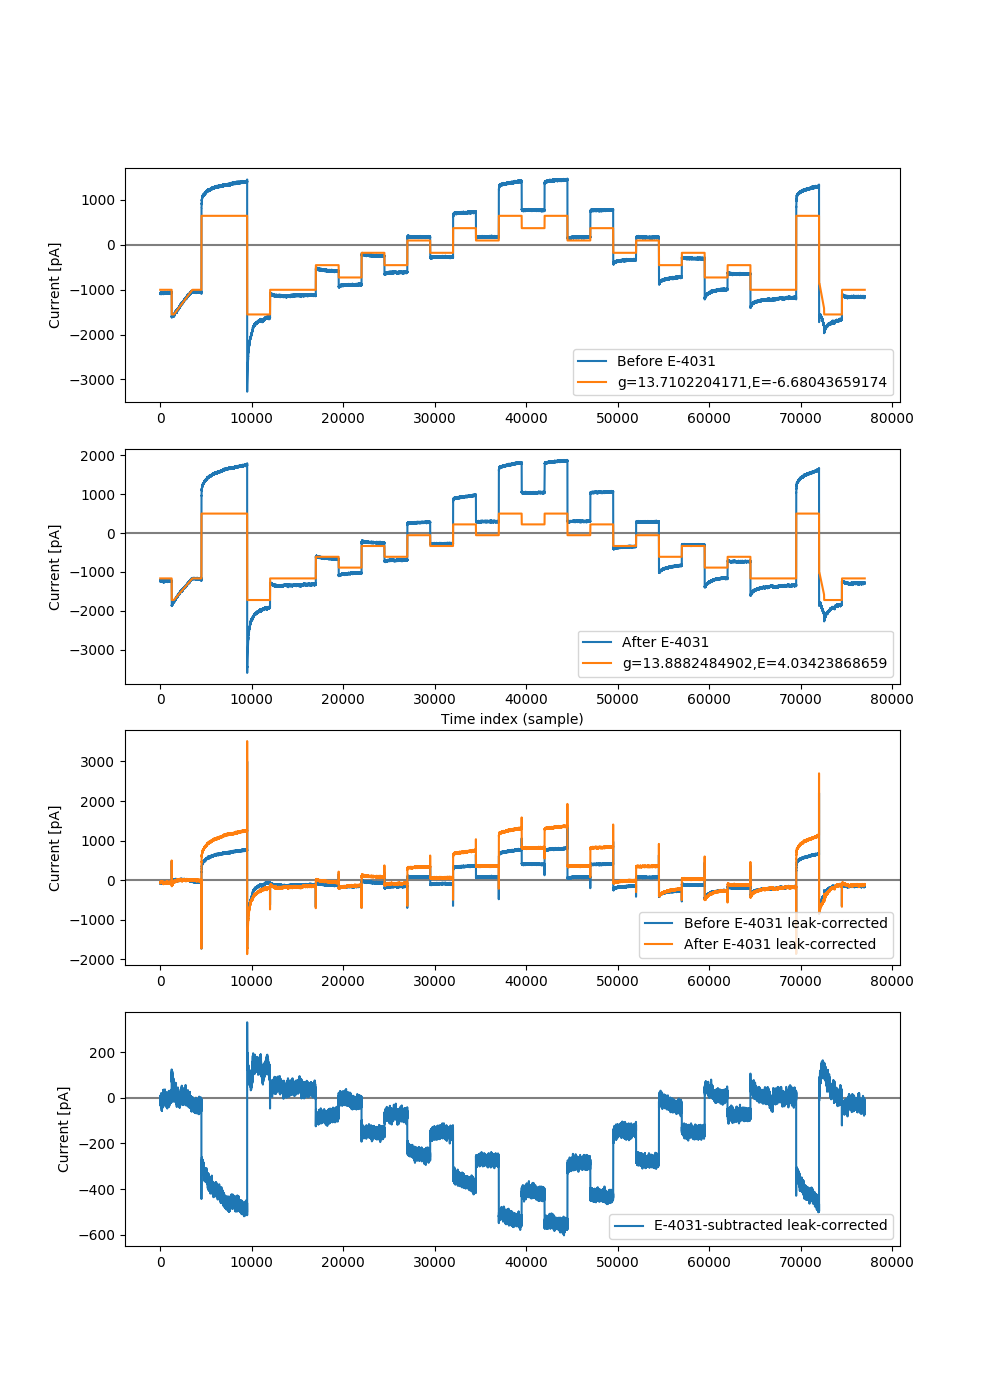 1000
0
−1000
−2000
−3000
Current [pA]
Before E-4031
g=13.7102204171,E=-6.68043659174
0 10000 20000 30000 40000 50000 60000 70000 80000
2000
1000
0
−1000
−2000
−3000
Current [pA]
After E-4031
g=13.8882484902,E=4.03423868659
0 10000 20000 30000 40000 50000 60000 70000 80000
Time index (sample)
3000
2000
1000
0
−1000
−2000
Current [pA]
Before E-4031 leak-corrected
After E-4031 leak-corrected
0 10000 20000 30000 40000 50000 60000 70000 80000
200
0
−200
−400
−600
Current [pA]
E-4031-subtracted leak-corrected
0 10000 20000 30000 40000 50000 60000 70000 80000